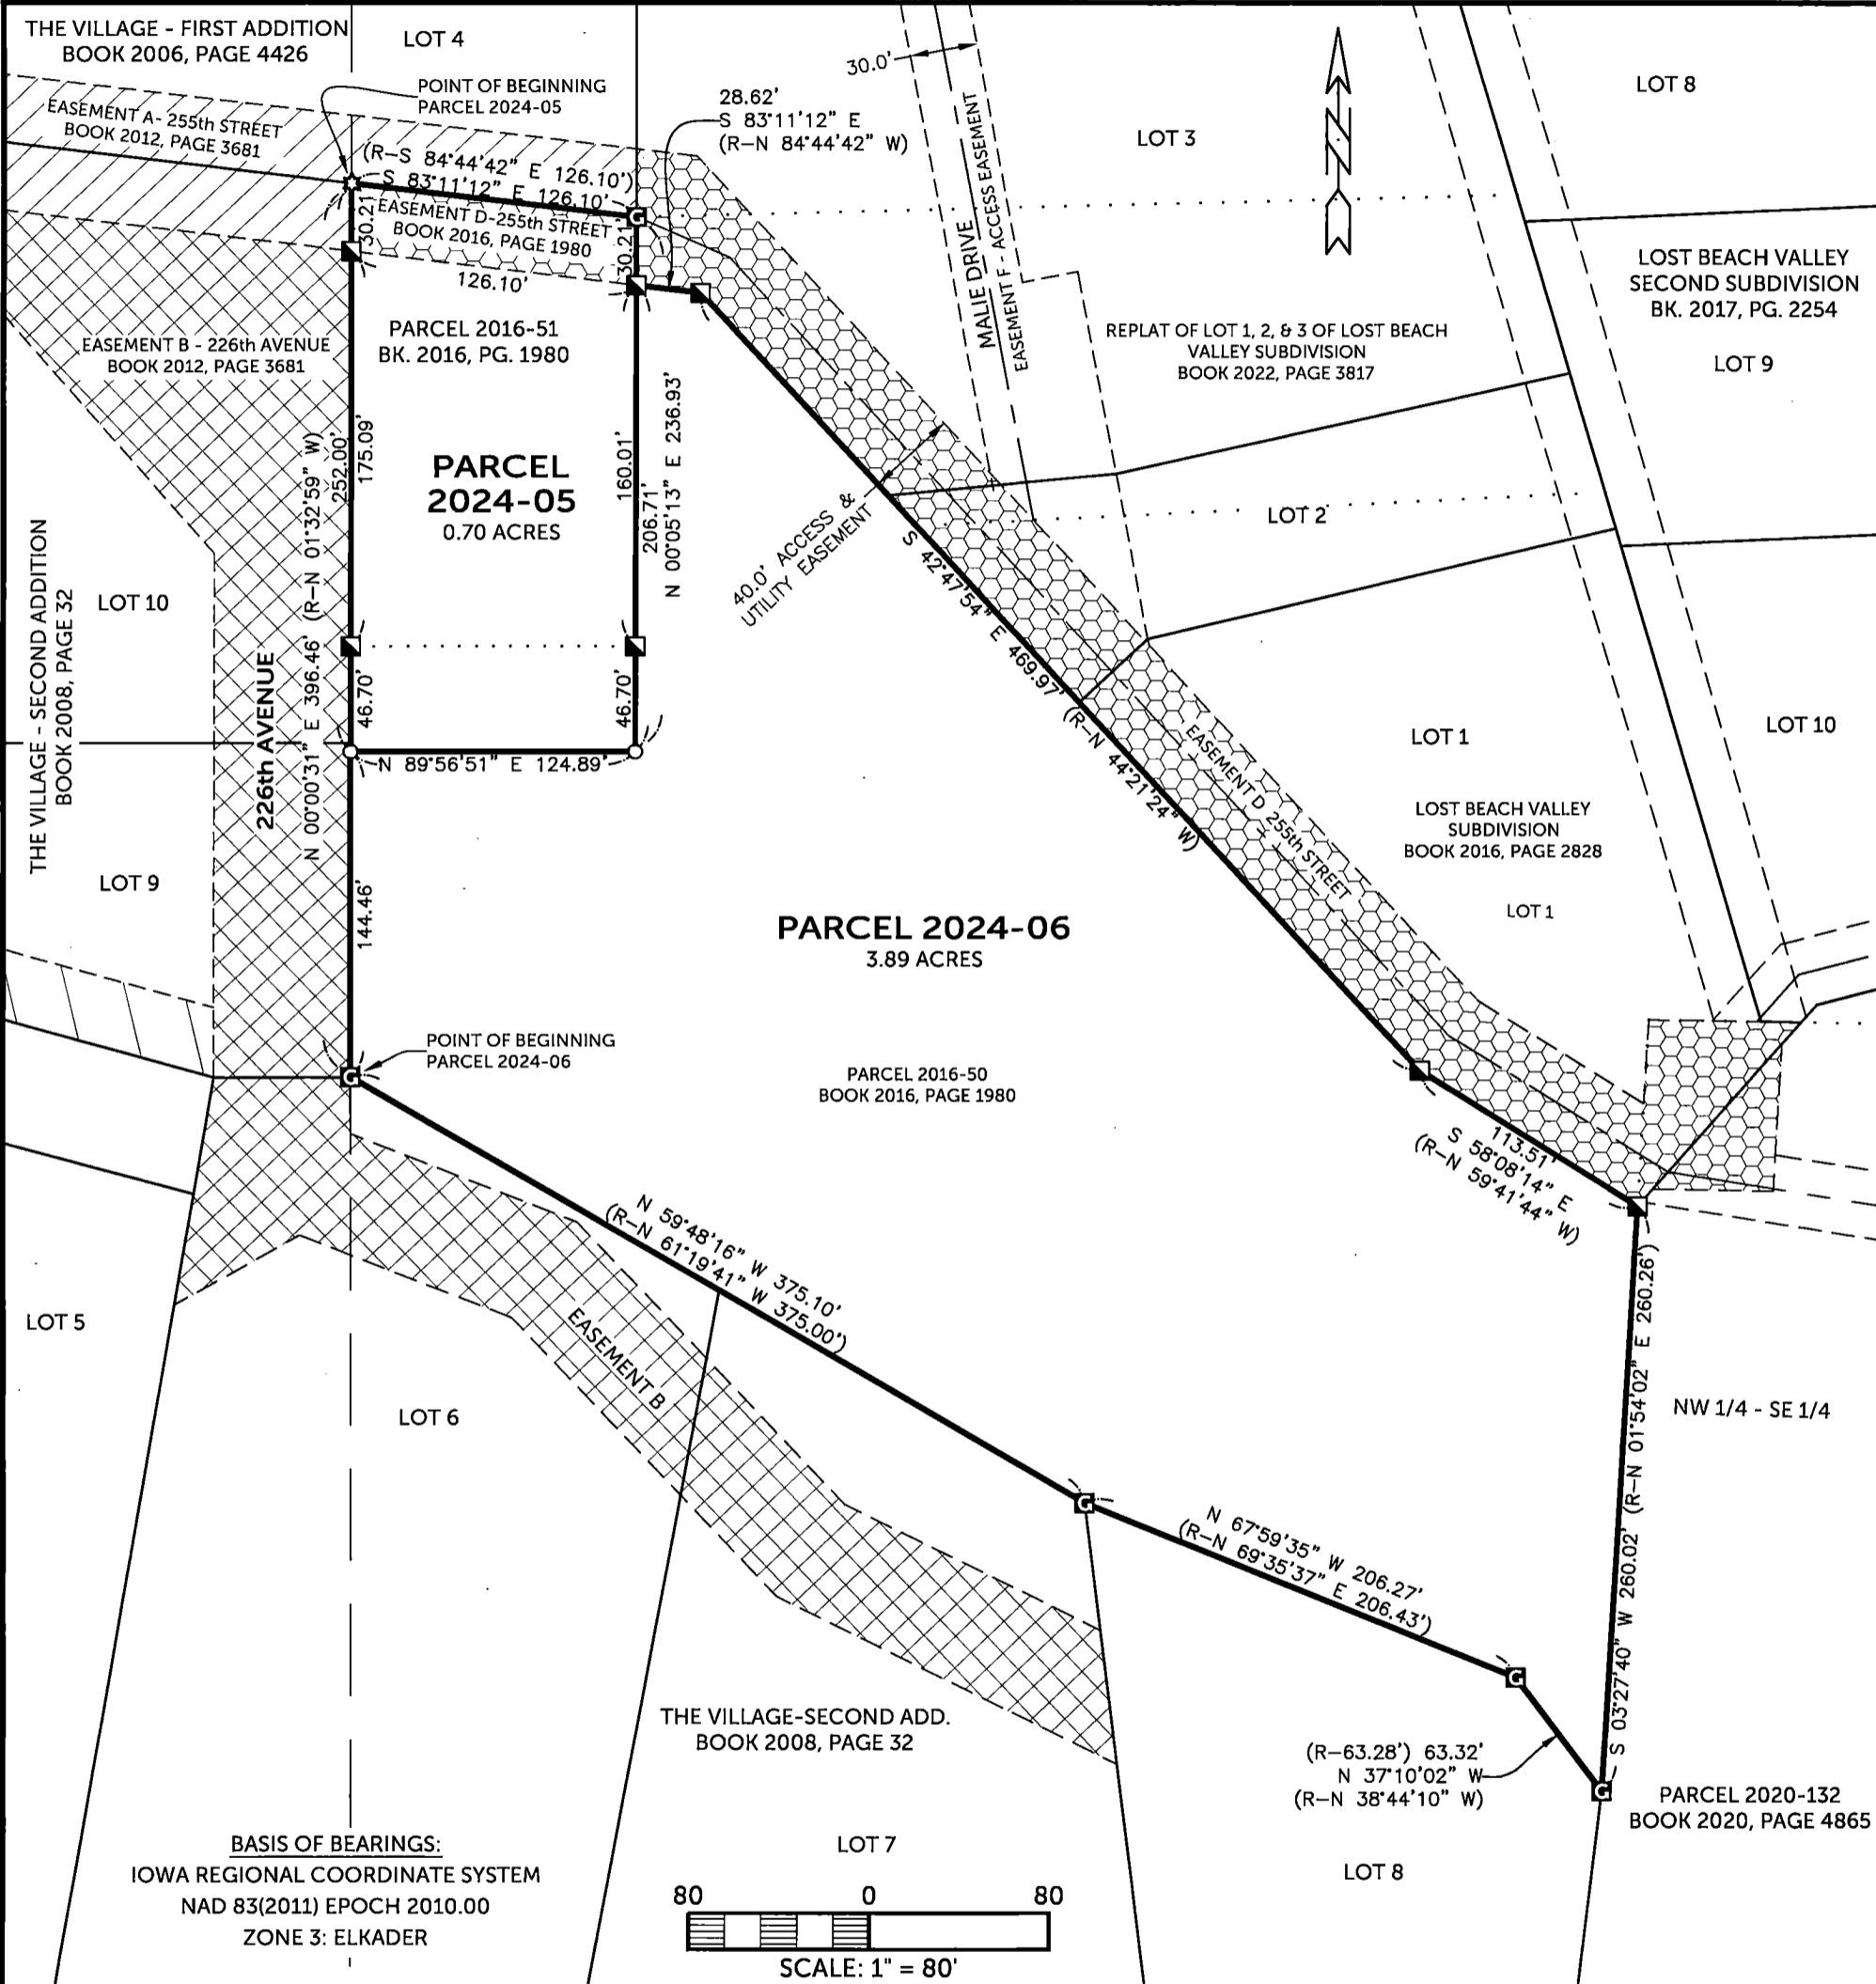 THE VILLAGE - FIRST ADDITION
BOOK 2006, PAGE 4426
LOT 4
POINT OF BEGINNING
PARCEL 2024-05
EASEMENT A- 255th STREET
BOOK 2012, PAGE 3681
(R-S 84°44'42" E 126.10')
S 83°11'12" E 126.10'
28.62'
S 83°11'12" E
(R-N 84°44'42" W)
30.0'
MALIE DRIVE
EASEMENT F - ACCESS EASEMENT
LOT 3
N
LOT 8
30.21'
EASEMENT D-255th STREET
BOOK 2016, PAGE 1980
30.21'
126.10'
LOST BEACH VALLEY
SECOND SUBDIVISION
BK. 2017, PG. 2254
LOT 9
EASEMENT B - 226th AVENUE
BOOK 2012, PAGE 3681
PARCEL 2016-51
BK. 2016, PG. 1980
REPLAT OF LOT 1, 2, & 3 OF LOST BEACH
VALLEY SUBDIVISION
BOOK 2022, PAGE 3817
PARCEL
2024-05
0.70 ACRES
252.00'
175.09'
160.01'
206.71'
N 00°05'13" E 236.93'
40.0' ACCESS &
UTILITY EASEMENT
LOT 2
S 42°47'54" E 469.97'
(R-N 44°21'24" W)
THE VILLAGE - SECOND ADDITION
BOOK 2008, PAGE 32
LOT 10
226th AVENUE
N 00°00'31" E 396.46' (R-N 01°32'59" W)
46.70'
46.70'
N 89°56'51" E 124.89'
EASEMENT D 255th STREET
LOT 1
LOT 10
LOST BEACH VALLEY
SUBDIVISION
BOOK 2016, PAGE 2828
LOT 1
LOT 9
144.46'
PARCEL 2024-06
3.89 ACRES
POINT OF BEGINNING
PARCEL 2024-06
G
PARCEL 2016-50
BOOK 2016, PAGE 1980
113.51'
S 58°08'14" E
(R-N 59°41'44" W)
N 59°48'16" W 375.10'
(R-N 61°19'41" W 375.00')
S 03°27'40" W 260.02' (R-N 01°54'02" E 260.26')
LOT 5
EASEMENT B
LOT 6
NW 1/4 - SE 1/4
G
N 67°59'35" W 206.27'
(R-N 69°35'37" E 206.43')
G
THE VILLAGE-SECOND ADD.
BOOK 2008, PAGE 32
(R-63.28') 63.32'
N 37°10'02" W
(R-N 38°44'10" W)
G
PARCEL 2020-132
BOOK 2020, PAGE 4865
BASIS OF BEARINGS:
IOWA REGIONAL COORDINATE SYSTEM
NAD 83(2011) EPOCH 2010.00
ZONE 3: ELKADER
LOT 7
LOT 8
80 0 80
SCALE: 1" = 80'
G